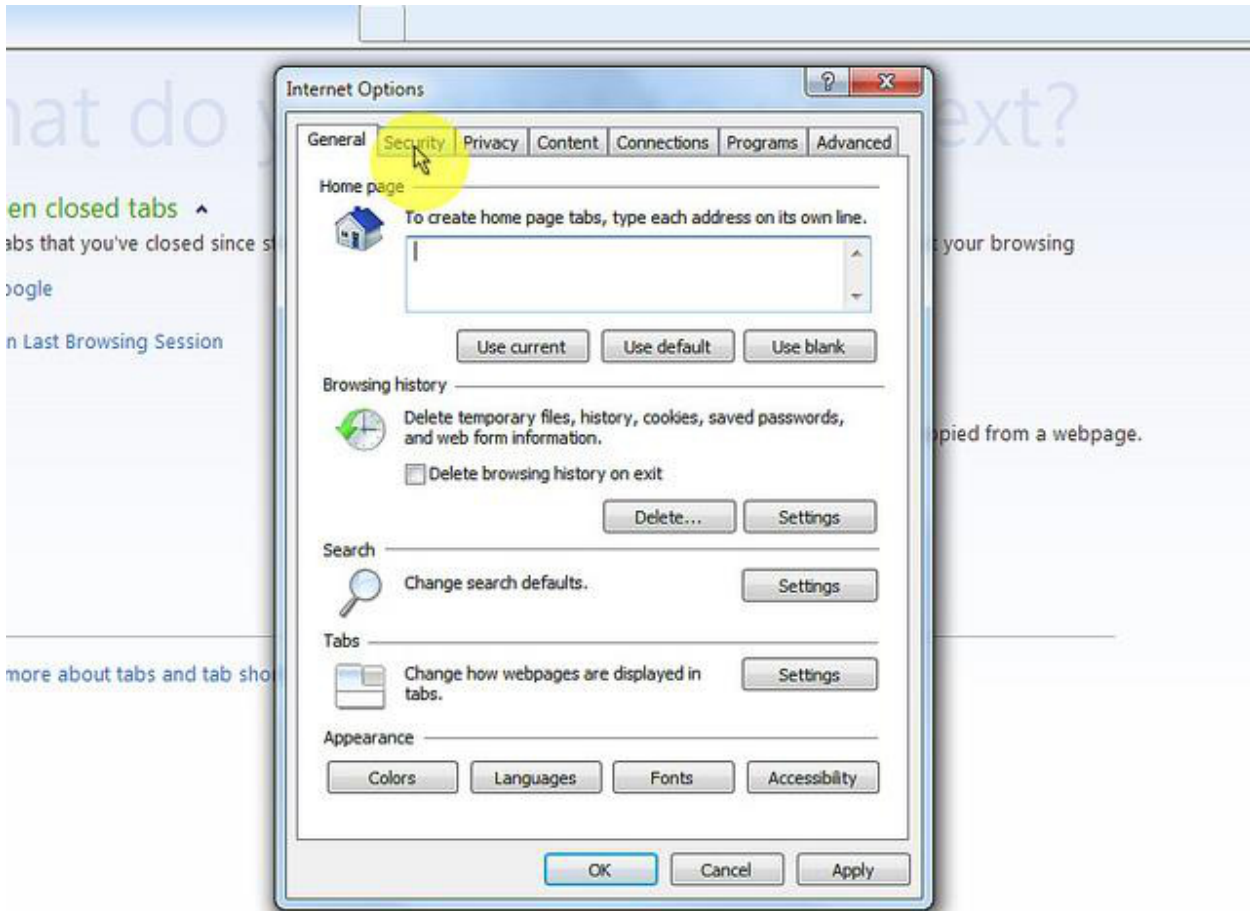 hat do
ext?
Internet Options
General Security Privacy Content Connections Programs Advanced
Home page
en closed tabs
To create home page tabs, type each address on its own line.
abs that you've closed since
your browsing
oogle
n Last Browsing Session
Use current Use default Use blank
Browsing history
Delete temporary files, history, cookies, saved passwords,
and web form information.
opied from a webpage.
Delete browsing history on exit
Delete... Settings
Search
Change search defaults. Settings
Tabs
more about tabs and tab sho
Change how webpages are displayed in
tabs.
Settings
Appearance
Colors Languages Fonts Accessibility
OK Cancel Apply